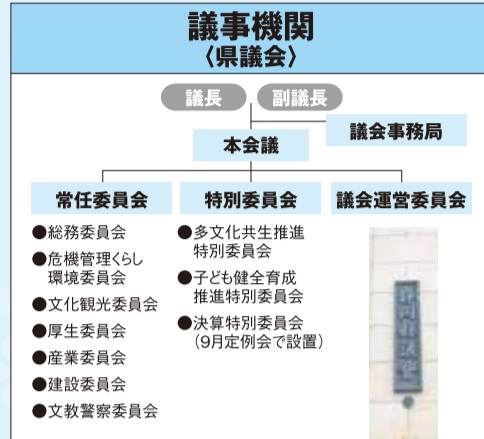 議事機関
〈県議会〉
議長
副議長
議会事務局
本会議
常任委員会
●総務委員会
●危機管理くらし
環境委員会
●文化観光委員会
●厚生委員会
●産業委員会
●建設委員会
●文教警察委員会
特別委員会
●多文化共生推進
特別委員会
●子ども健全育成
推進特別委員会
●決算特別委員会
（9月定例会で設置）
議会運営委員会
静岡縣議會